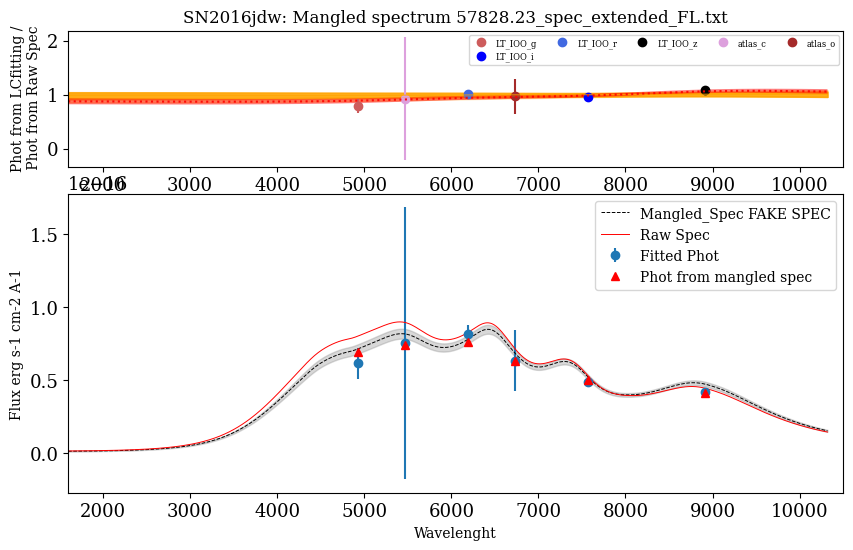 SN2016jdw: Mangled spectrum 57828.23_spec_extended_FL.txt
Phot from LCfitting /
Phot from Raw Spec
2
1
0
LT_IOO_g
LT_IOO_r
LT_IOO_z
atlas_c
atlas_o
LT_IOO_i
2000 3000 4000 5000 6000 7000 8000 9000 10000
1e−16
Flux erg s-1 cm-2 A-1
1.5
1.0
0.5
0.0
Mangled_Spec FAKE SPEC
Raw Spec
Fitted Phot
Phot from mangled spec
2000 3000 4000 5000 6000 7000 8000 9000 10000
Wavelenght